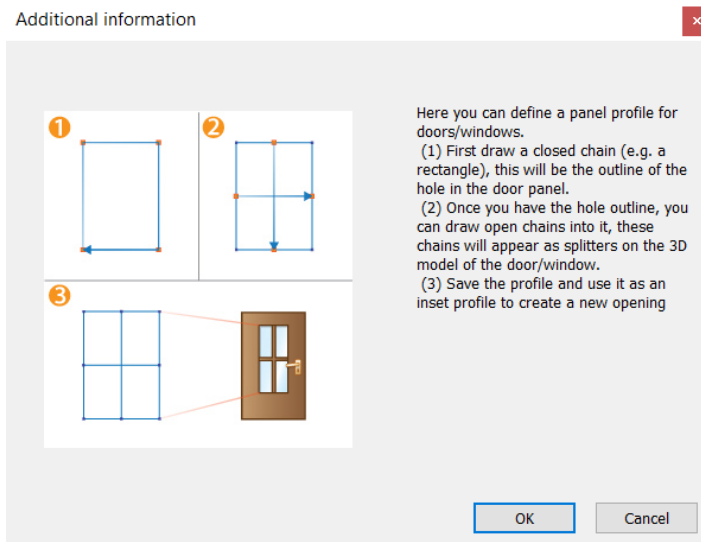 Additional information
×
1
2
3
Here you can define a panel profile for
doors/windows.
(1) First draw a closed chain (e.g. a
rectangle), this will be the outline of the
hole in the door panel.
(2) Once you have the hole outline, you
can draw open chains into it, these
chains will appear as splitters on the 3D
model of the door/window.
(3) Save the profile and use it as an
inset profile to create a new opening
OK
Cancel